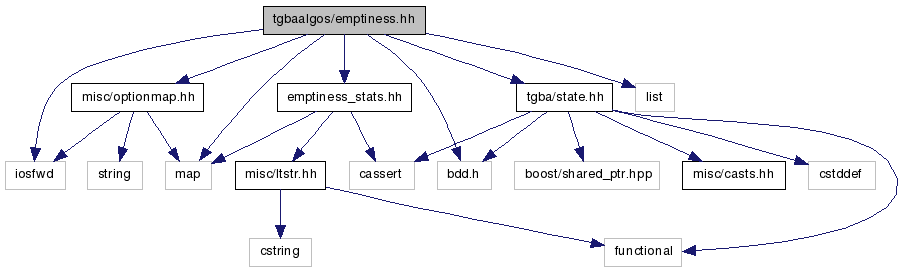 tgbaalgos/emptiness.hh
misc/optionmap.hh
emptiness_stats.hh
tgba/state.hh
list
iosfwd
string
map
misc/ltstr.hh
cassert
bdd.h
boost/shared_ptr.hpp
misc/casts.hh
cstddef
cstring
functional